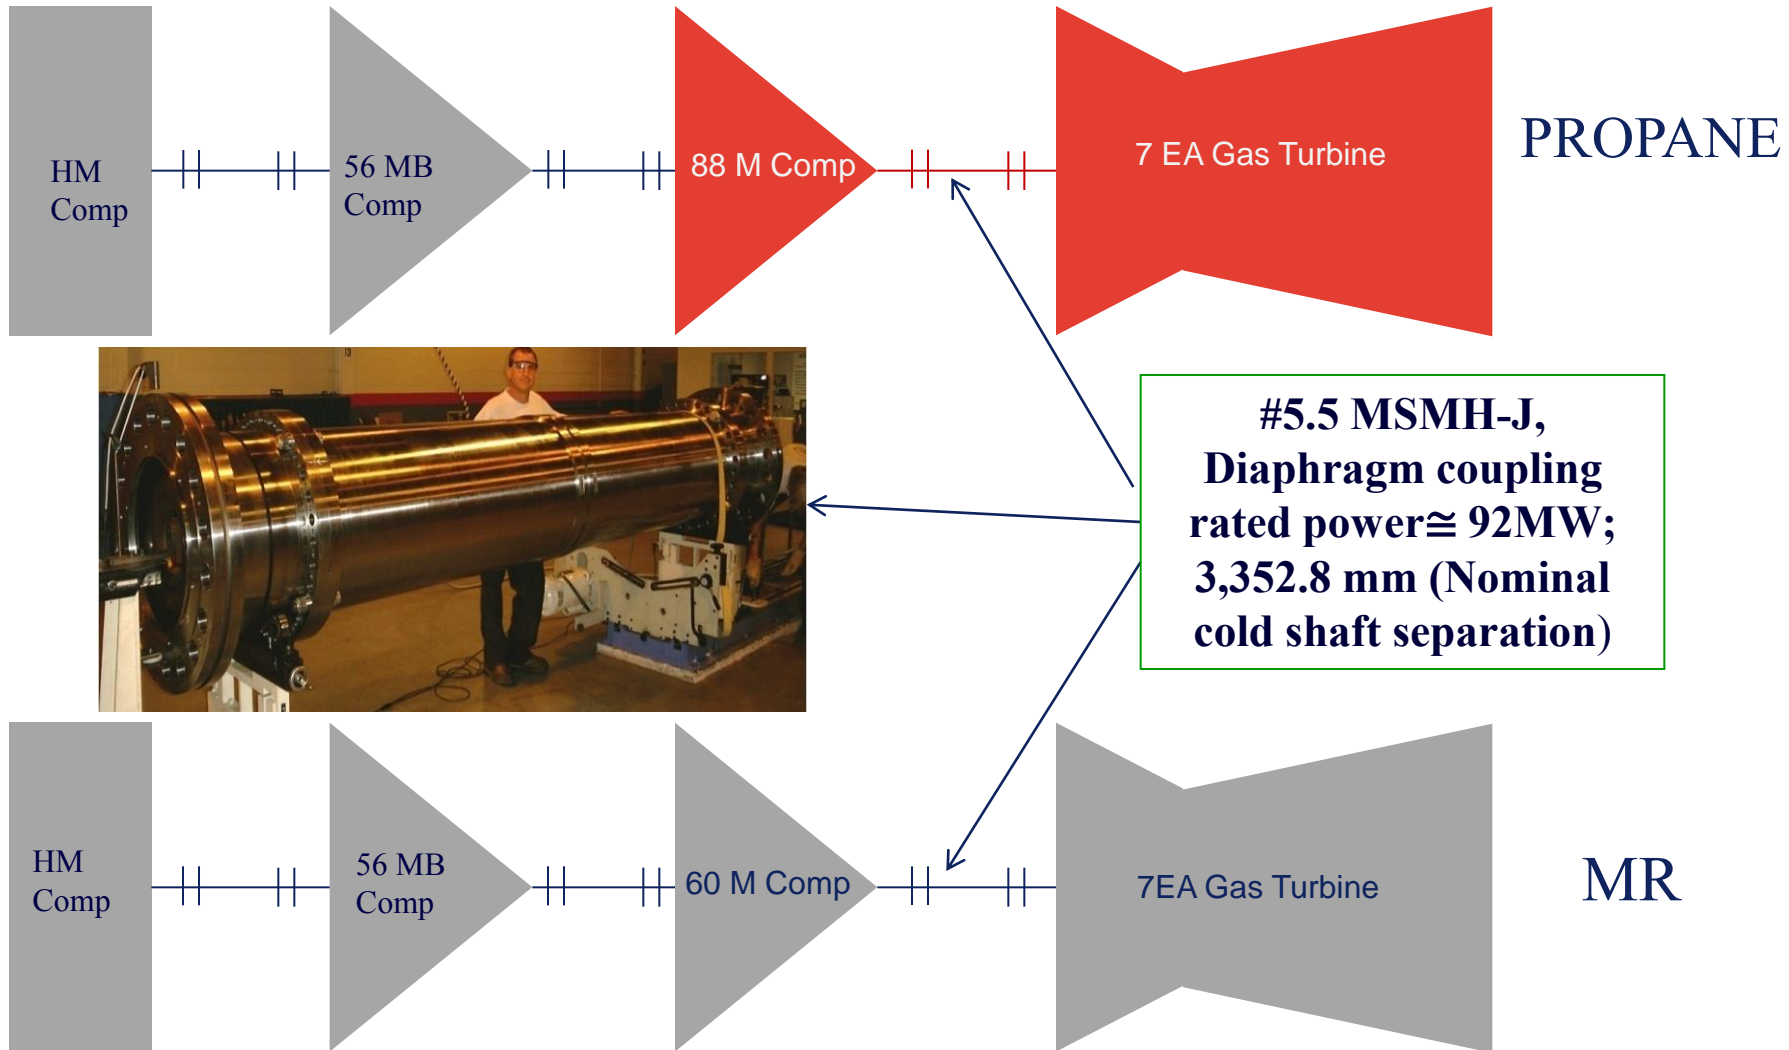 HM
Comp
56 MB
Comp
88 M Comp
7 EA Gas Turbine
PROPANE
#5.5 MSMH-J,
Diaphragm coupling
rated power≅ 92MW;
3,352.8 mm (Nominal
cold shaft separation)
HM
Comp
56 MB
Comp
60 M Comp
7EA Gas Turbine
MR